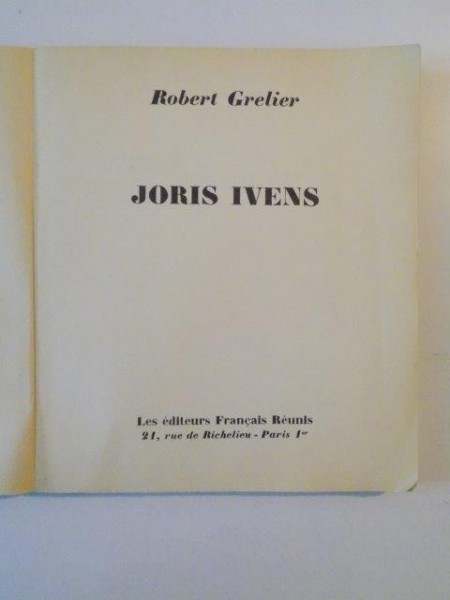 Robert Grelier
JORIS IVENS
Les éditeurs Français Réunis
21, rue de Richelieu - Paris 1er